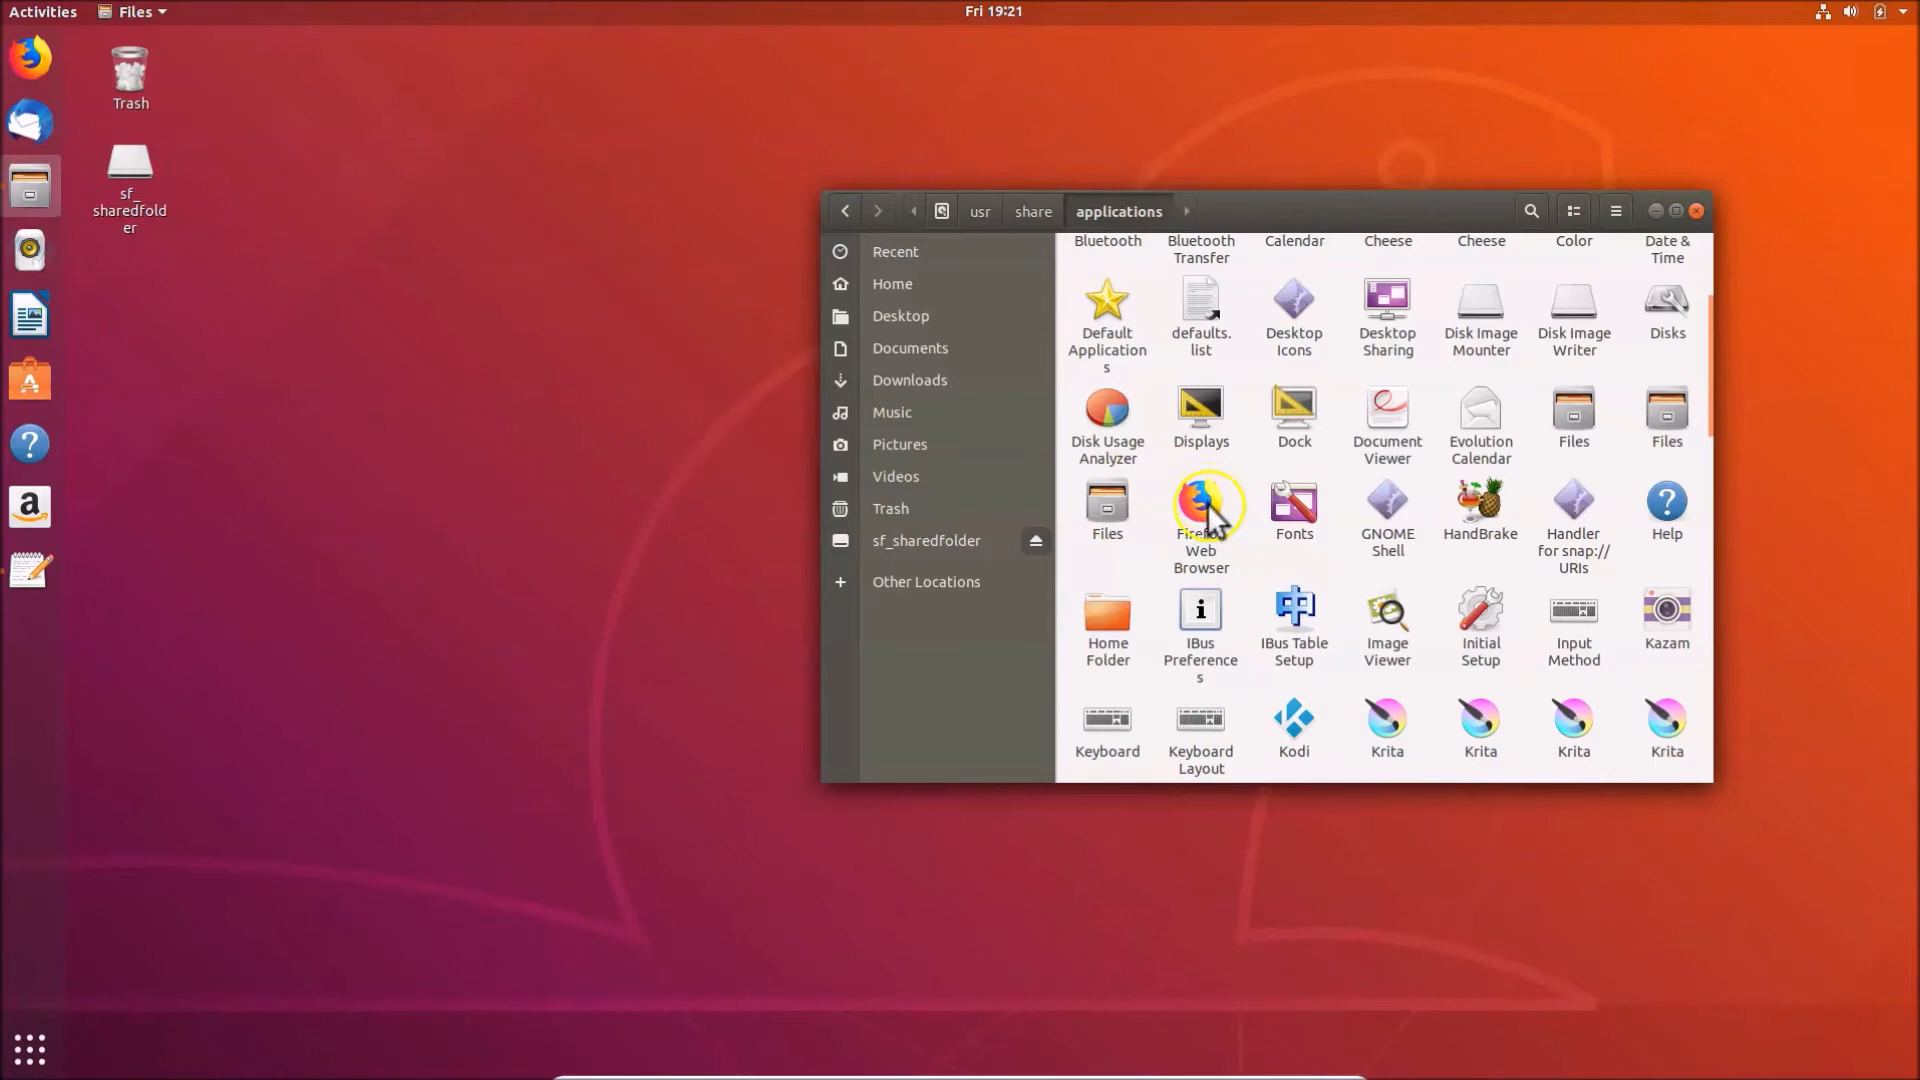 Activities
Files
Fri 19:21
Trash
sf_
sharedfold
er
usr
share
applications
Recent
Home
Desktop
Documents
Downloads
Music
Pictures
Videos
Trash
sf_sharedfolder
Other Locations
Bluetooth
Bluetooth
Transfer
Calendar
Cheese
Cheese
Color
Date &
Time
Default
Application
s
defaults.
list
Desktop
Icons
Desktop
Sharing
Disk Image
Mounter
Disk Image
Writer
Disks
Disk Usage
Analyzer
Displays
Dock
Document
Viewer
Evolution
Calendar
Files
Files
Files
Firefox
Web
Browser
Fonts
GNOME
Shell
HandBrake
Handler
for snap://
URIs
Help
Home
Folder
IBus
Preference
s
IBus Table
Setup
Image
Viewer
Initial
Setup
Input
Method
Kazam
Keyboard
Keyboard
Layout
Kodi
Krita
Krita
Krita
Krita